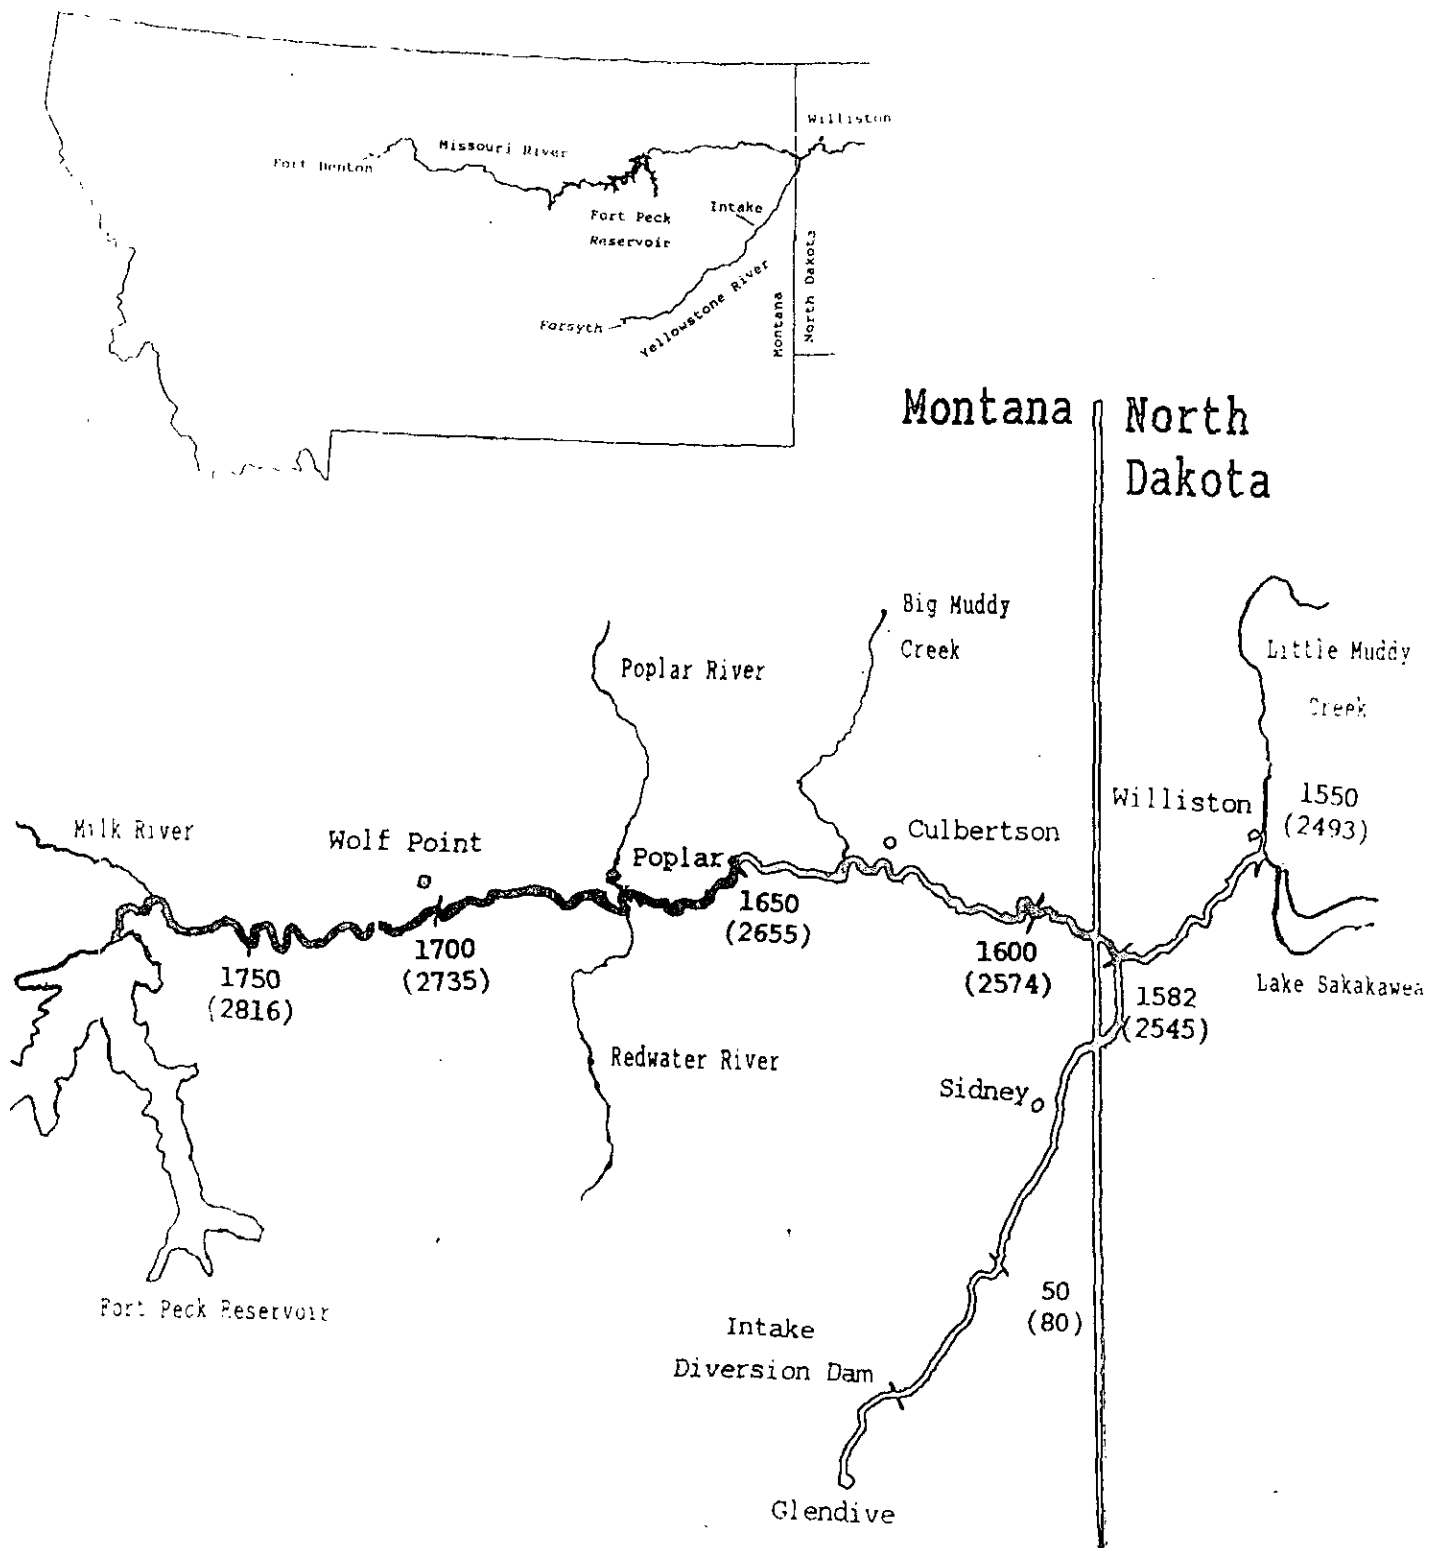 Williston
Missouri River
Fort Benton
Intake
Fort Peck
Reservoir
North Dakota
Montana
Yellowstone River
Forsyth
Montana
North
Dakota
Big Muddy
Creek
Poplar River
Little Muddy
Creek
Williston
1550
(2493)
Milk River
Wolf Point
Culbertson
Poplar
1650
(2655)
1700
(2735)
1600
(2574)
1750
(2816)
Lake Sakakawea
1582
(2545)
Redwater River
Sidney
Fort Peck Reservoir
50
(80)
Intake
Diversion Dam
Glendive